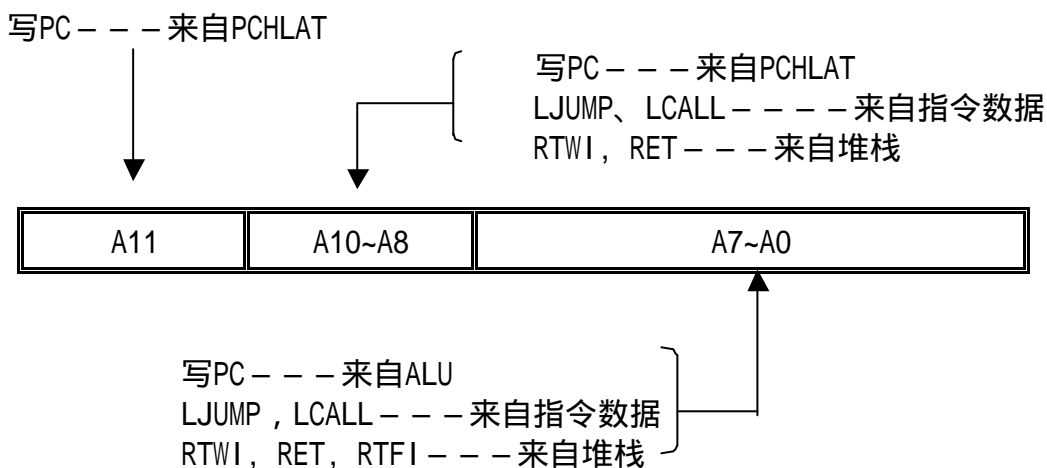 写PC---来自PCHLAT
写PC---来自PCHLAT
LJUMP、LCALL----来自指令数据
RTWI, RET---来自堆栈
A11 A10~A8 A7~A0
写PC---来自ALU
LJUMP,LCALL---来自指令数据
RTWI, RET, RTFI---来自堆栈